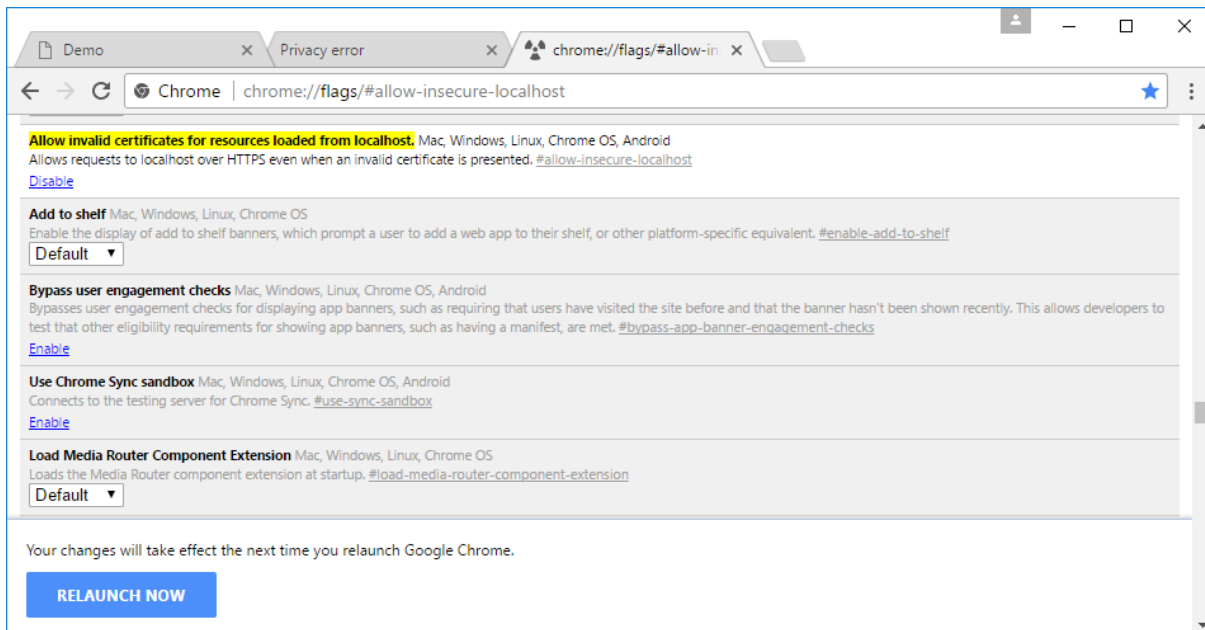 Demo
Privacy error
chrome://flags/#allow-in
Chrome | chrome://flags/#allow-insecure-localhost
Allow invalid certificates for resources loaded from localhost. Mac, Windows, Linux, Chrome OS, Android
Allows requests to localhost over HTTPS even when an invalid certificate is presented. #allow-insecure-localhost
Disable
Add to shelf Mac, Windows, Linux, Chrome OS
Enable the display of add to shelf banners, which prompt a user to add a web app to their shelf, or other platform-specific equivalent. #enable-add-to-shelf
Default
Bypass user engagement checks Mac, Windows, Linux, Chrome OS, Android
Bypasses user engagement checks for displaying app banners, such as requiring that users have visited the site before and that the banner hasn't been shown recently. This allows developers to
test that other eligibility requirements for showing app banners, such as having a manifest, are met. #bypass-app-banner-engagement-checks
Enable
Use Chrome Sync sandbox Mac, Windows, Linux, Chrome OS, Android
Connects to the testing server for Chrome Sync. #use-sync-sandbox
Enable
Load Media Router Component Extension Mac, Windows, Linux, Chrome OS
Loads the Media Router component extension at startup. #load-media-router-component-extension
Default
Your changes will take effect the next time you relaunch Google Chrome.
RELAUNCH NOW